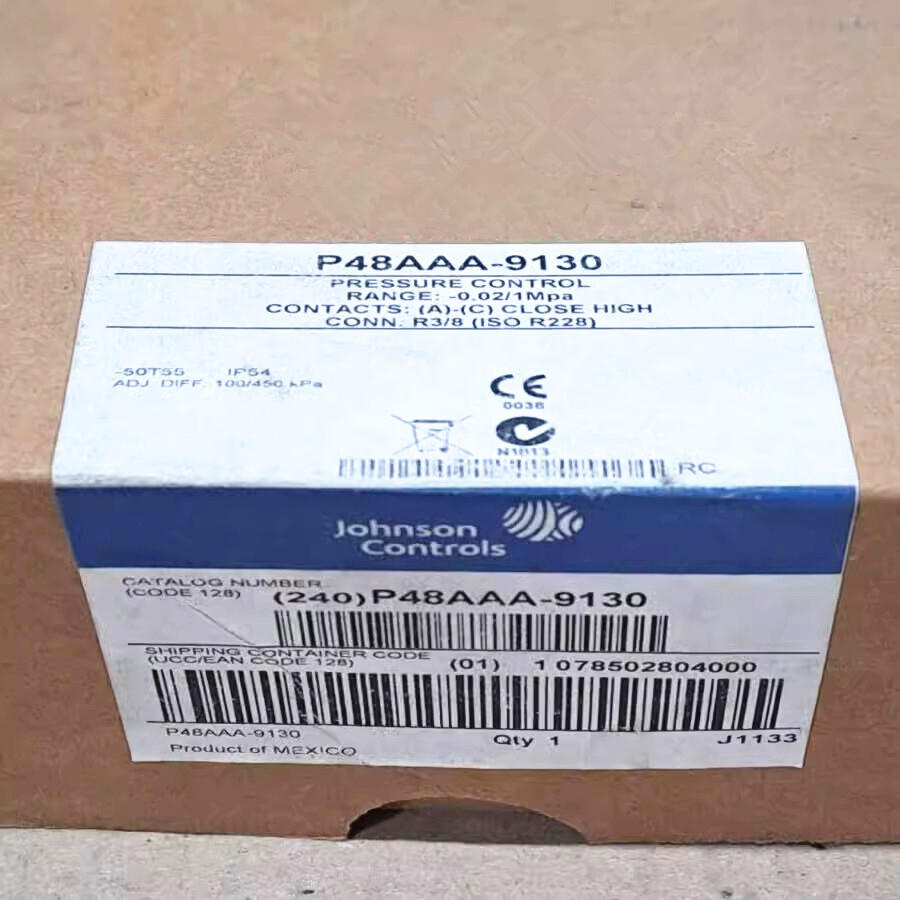 P48AAA-9130
PRESSURE CONTROL
RANGE: -0.02/1Mpa
CONTACTS: (A)-(C) CLOSE HIGH
CONN: R3/8 (ISO R228)
-50T55 IP54
ADJ. DIFF: 100/450 kPa
CE
0036
N1813
RC
Johnson
Controls
CATALOG NUMBER
(CODE 128)
(240)P48AAA-9130
SHIPPING CONTAINER CODE
(UCC/EAN CODE 128)
(01) 1 078502804000
P48AAA-9130
Qty 1
J1133
Product of MEXICO